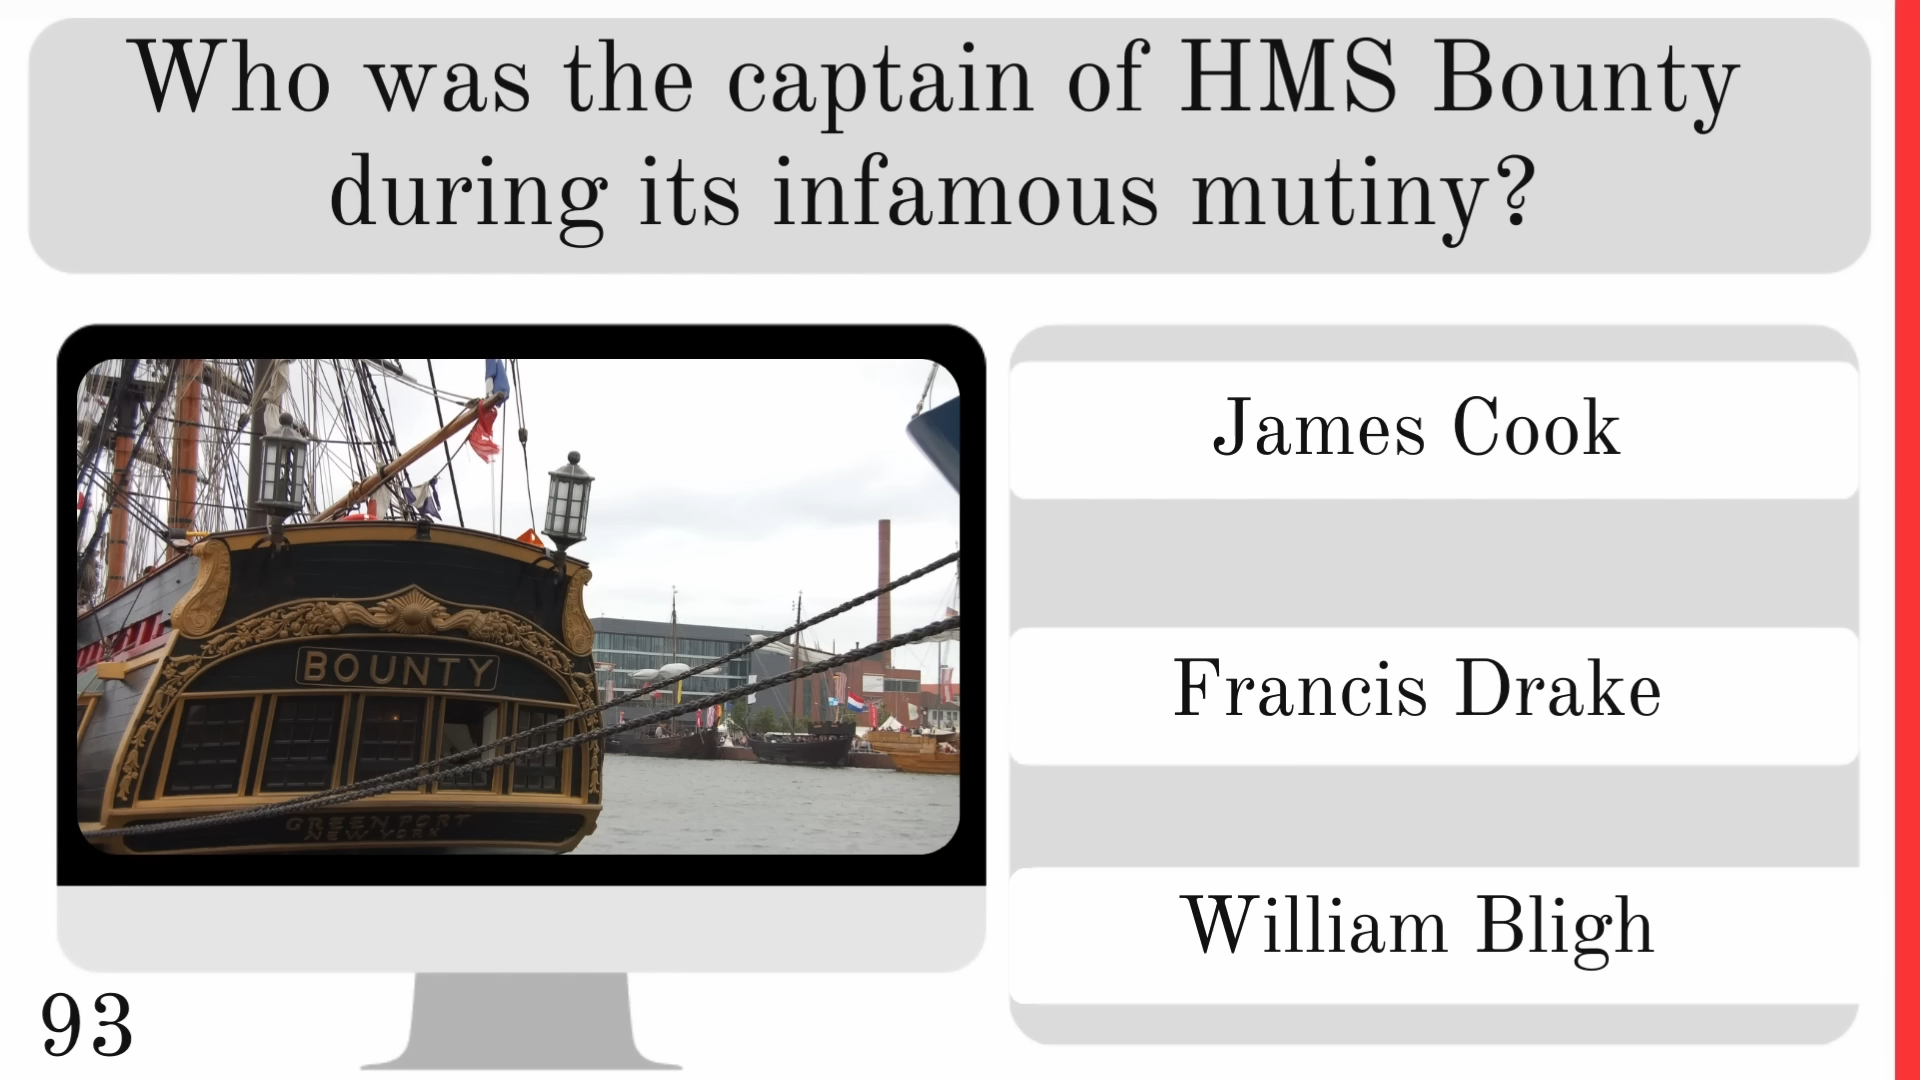 Who was the captain of HMS Bounty
during its infamous mutiny?
James Cook
BOUNTY
Francis Drake
GREENPORT
NEW YORK
William Bligh
93